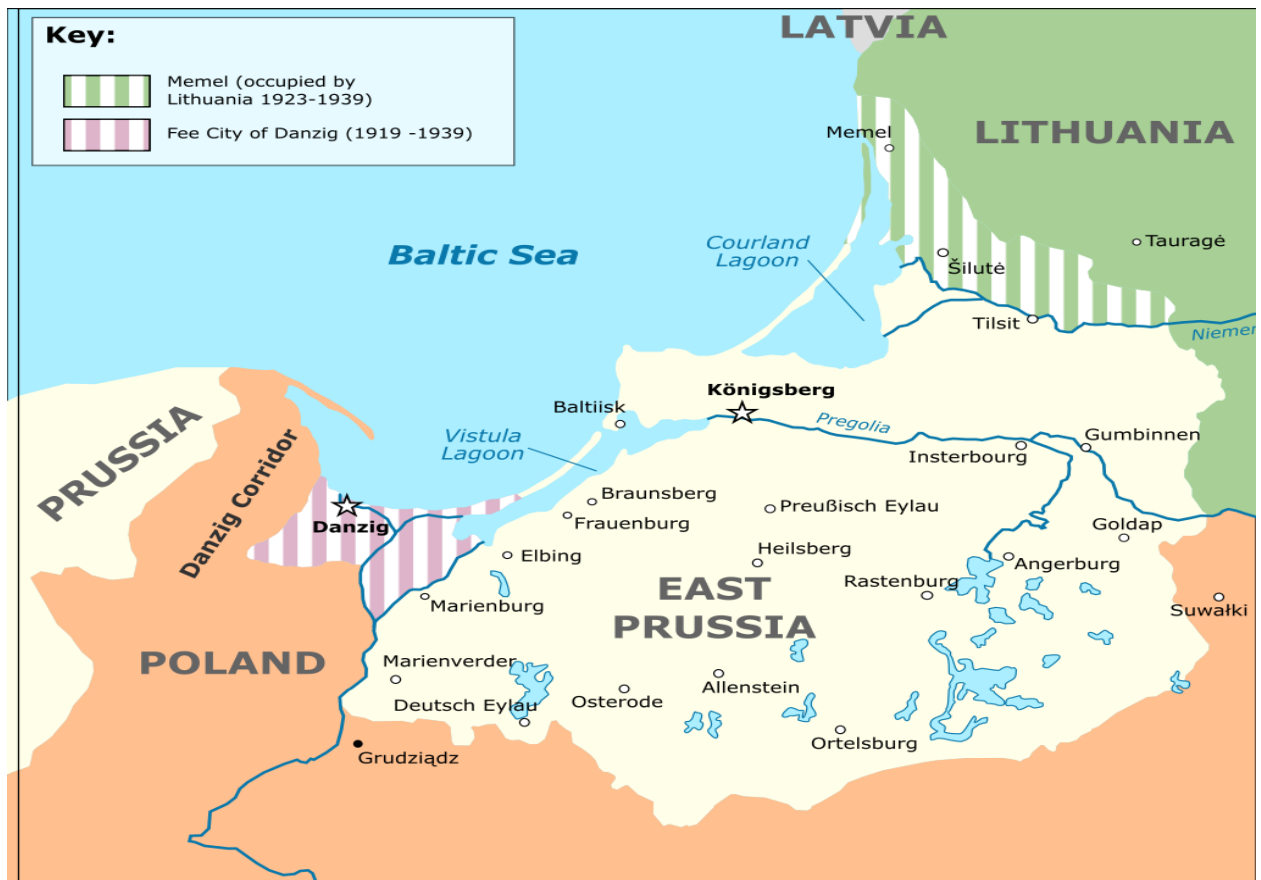 Key:
Memel (occupied by
Lithuania 1923-1939)
Fee City of Danzig (1919 -1939)
LATVIA
LITHUANIA
Memel
Baltic Sea
Courland
Lagoon
Tauragė
Šilutė
Tilsit
Niemen
PRUSSIA
Danzig Corridor
Königsberg
Baltiisk
Pregolia
Vistula
Lagoon
Gumbinnen
Insterbourg
Braunsberg
Frauenburg
Preußisch Eylau
Danzig
Goldap
Elbing
Heilsberg
Angerburg
Rastenburg
EAST
PRUSSIA
Marienburg
Suwałki
POLAND
Marienverder
Allenstein
Osterode
Deutsch Eylau
Ortelsburg
Grudziądz